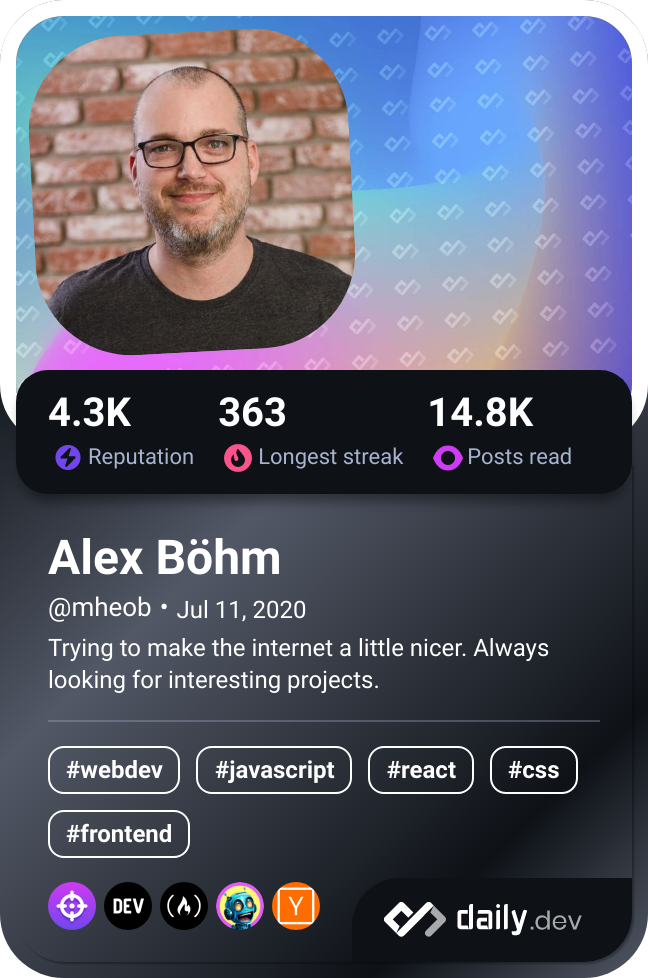 4.3K 363 14.8K
Reputation Longest streak Posts read
Alex Böhm
@mheob • Jul 11, 2020
Trying to make the internet a little nicer. Always
looking for interesting projects.
#webdev #javascript #react #css
#frontend
DEV Y daily.dev